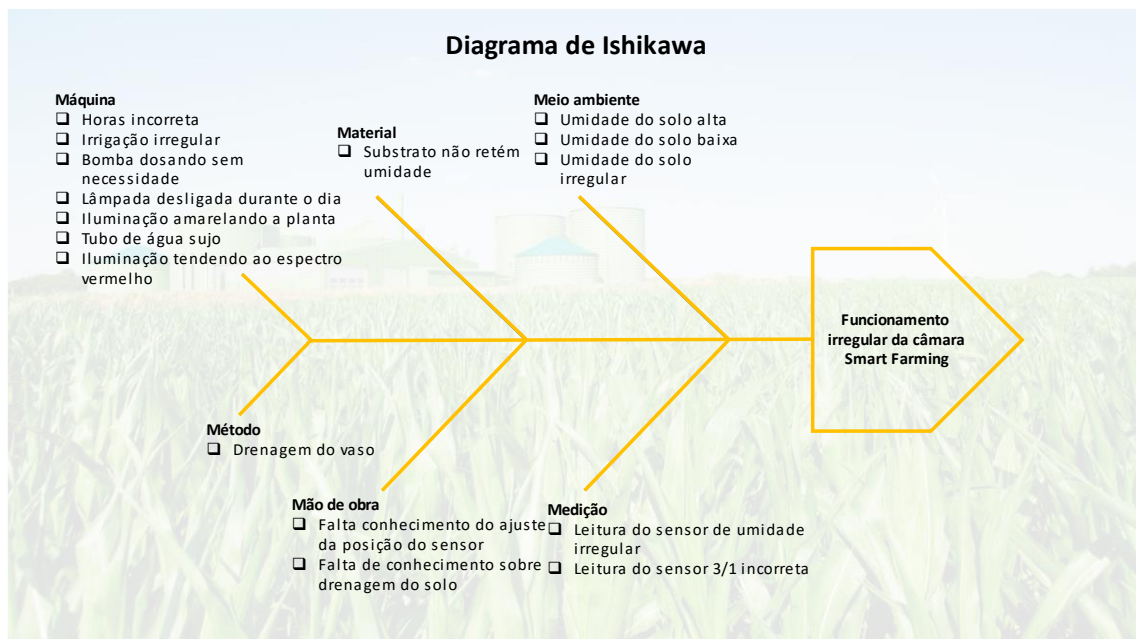 Diagrama de Ishikawa
Máquina
❑ Horas incorreta
❑ Irrigação irregular
❑ Bomba dosando sem
necessidade
❑ Lâmpada desligada durante o dia
❑ Iluminação amarelando a planta
❑ Tubo de água sujo
❑ Iluminação tendendo ao espectro
vermelho
Material
❑ Substrato não retém
umidade
Meio ambiente
❑ Umidade do solo alta
❑ Umidade do solo baixa
❑ Umidade do solo
irregular
Funcionamento
irregular da câmara
Smart Farming
Método
❑ Drenagem do vaso
Mão de obra
❑ Falta conhecimento do ajuste
da posição do sensor
❑ Falta de conhecimento sobre
drenagem do solo
Medição
❑ Leitura do sensor de umidade
irregular
❑ Leitura do sensor 3/1 incorreta